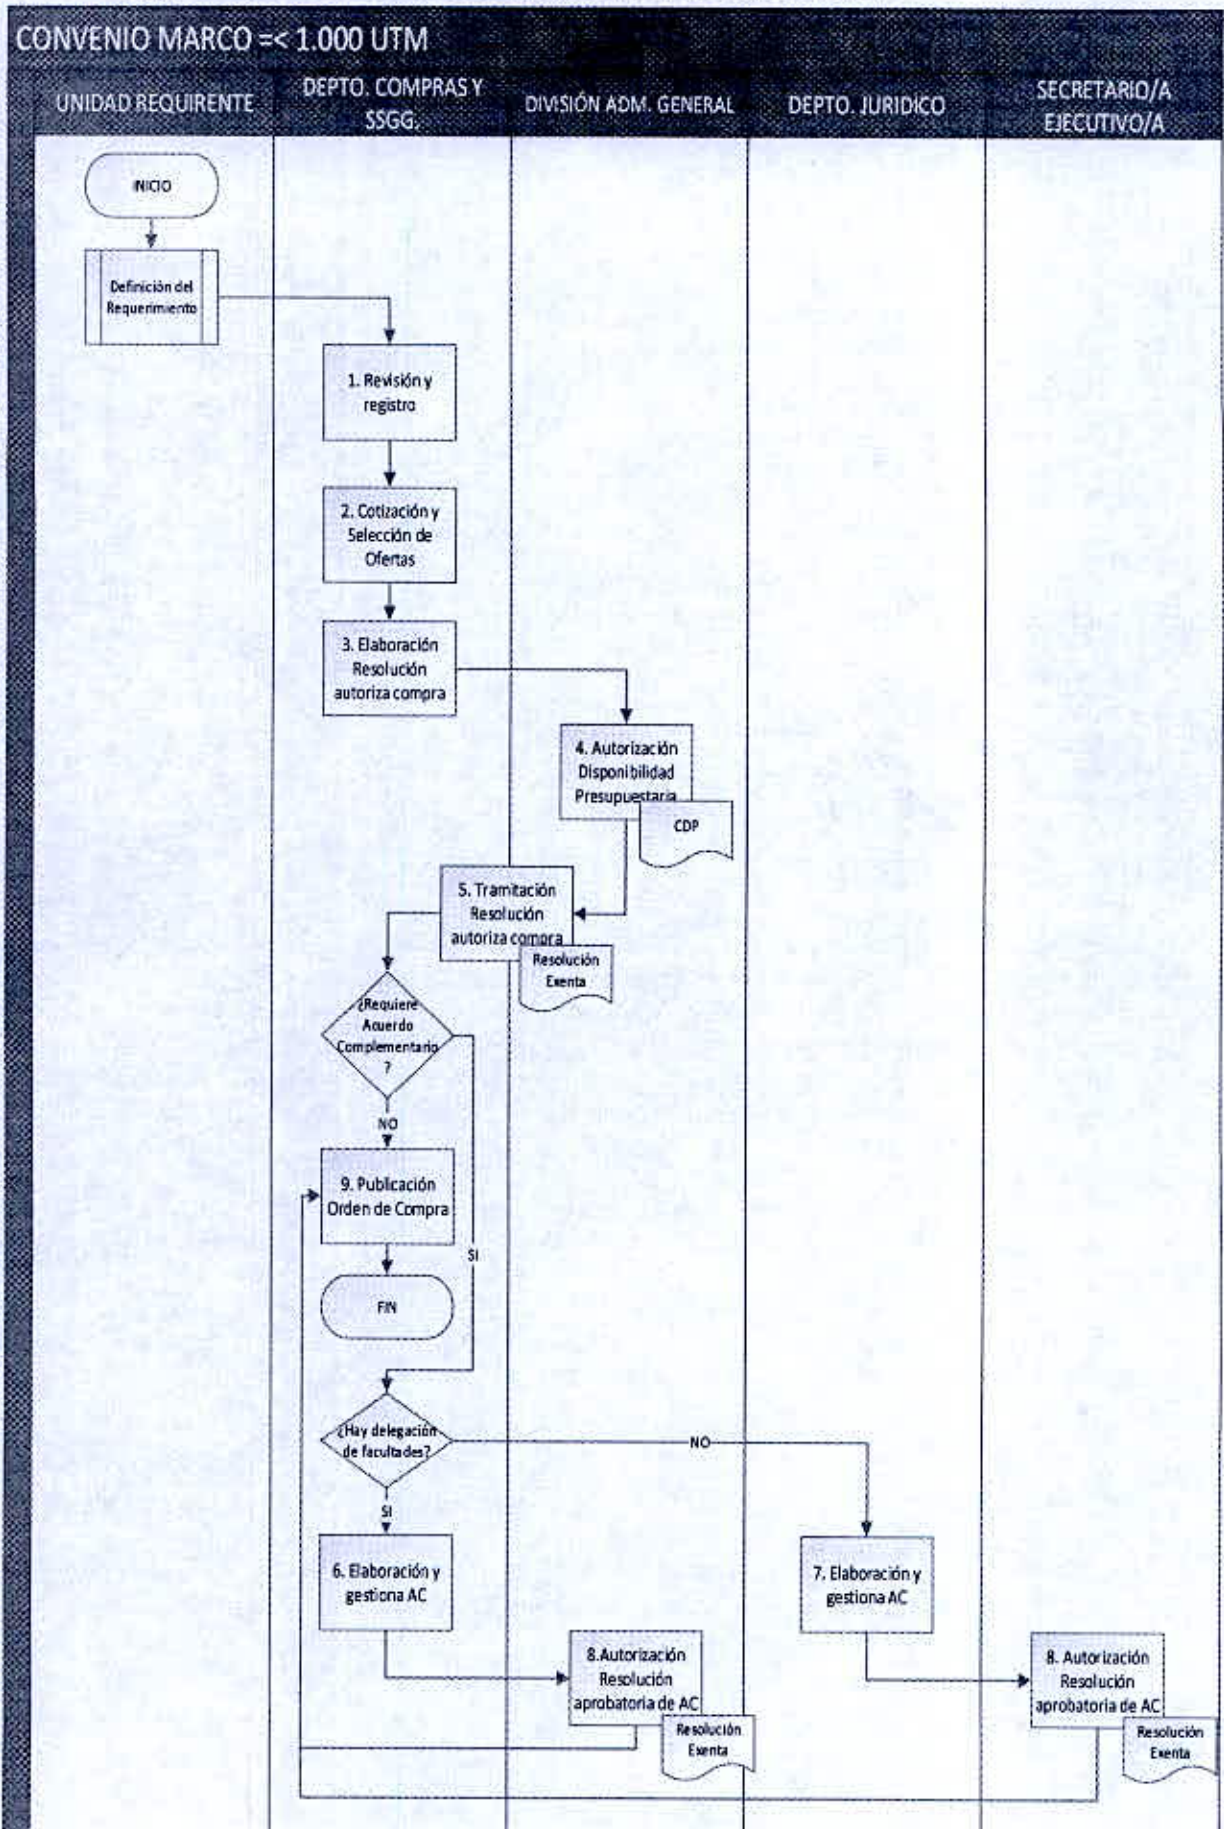 CONVENIO MARCO =< 1.000 UTM
UNIDAD REQUIRENTE
DEPTO. COMPRAS Y
SSGG.
DIVISIÓN ADM. GENERAL
DEPTO. JURIDICO
SECRETARIO/A
EJECUTIVO/A
INICIO
Definición del
Requerimiento
1. Revisión y
registro
2. Cotización y
Selección de
Ofertas
3. Elaboración
Resolución
autoriza compra
4. Autorización
Disponibilidad
Presupuestaria
CDP
5. Tramitación
Resolución
autoriza compra
Resolución
Exenta
¿Requiere
Acuerdo
Complementario
?
NO
9. Publicación
Orden de Compra
SI
FIN
¿Hay delegación
de facultades?
NO
SI
6. Elaboración y
gestiona AC
7. Elaboración y
gestiona AC
8.Autorización
Resolución
aprobatoria de AC
Resolución
Exenta
8. Autorización
Resolución
aprobatoria de AC
Resolución
Exenta